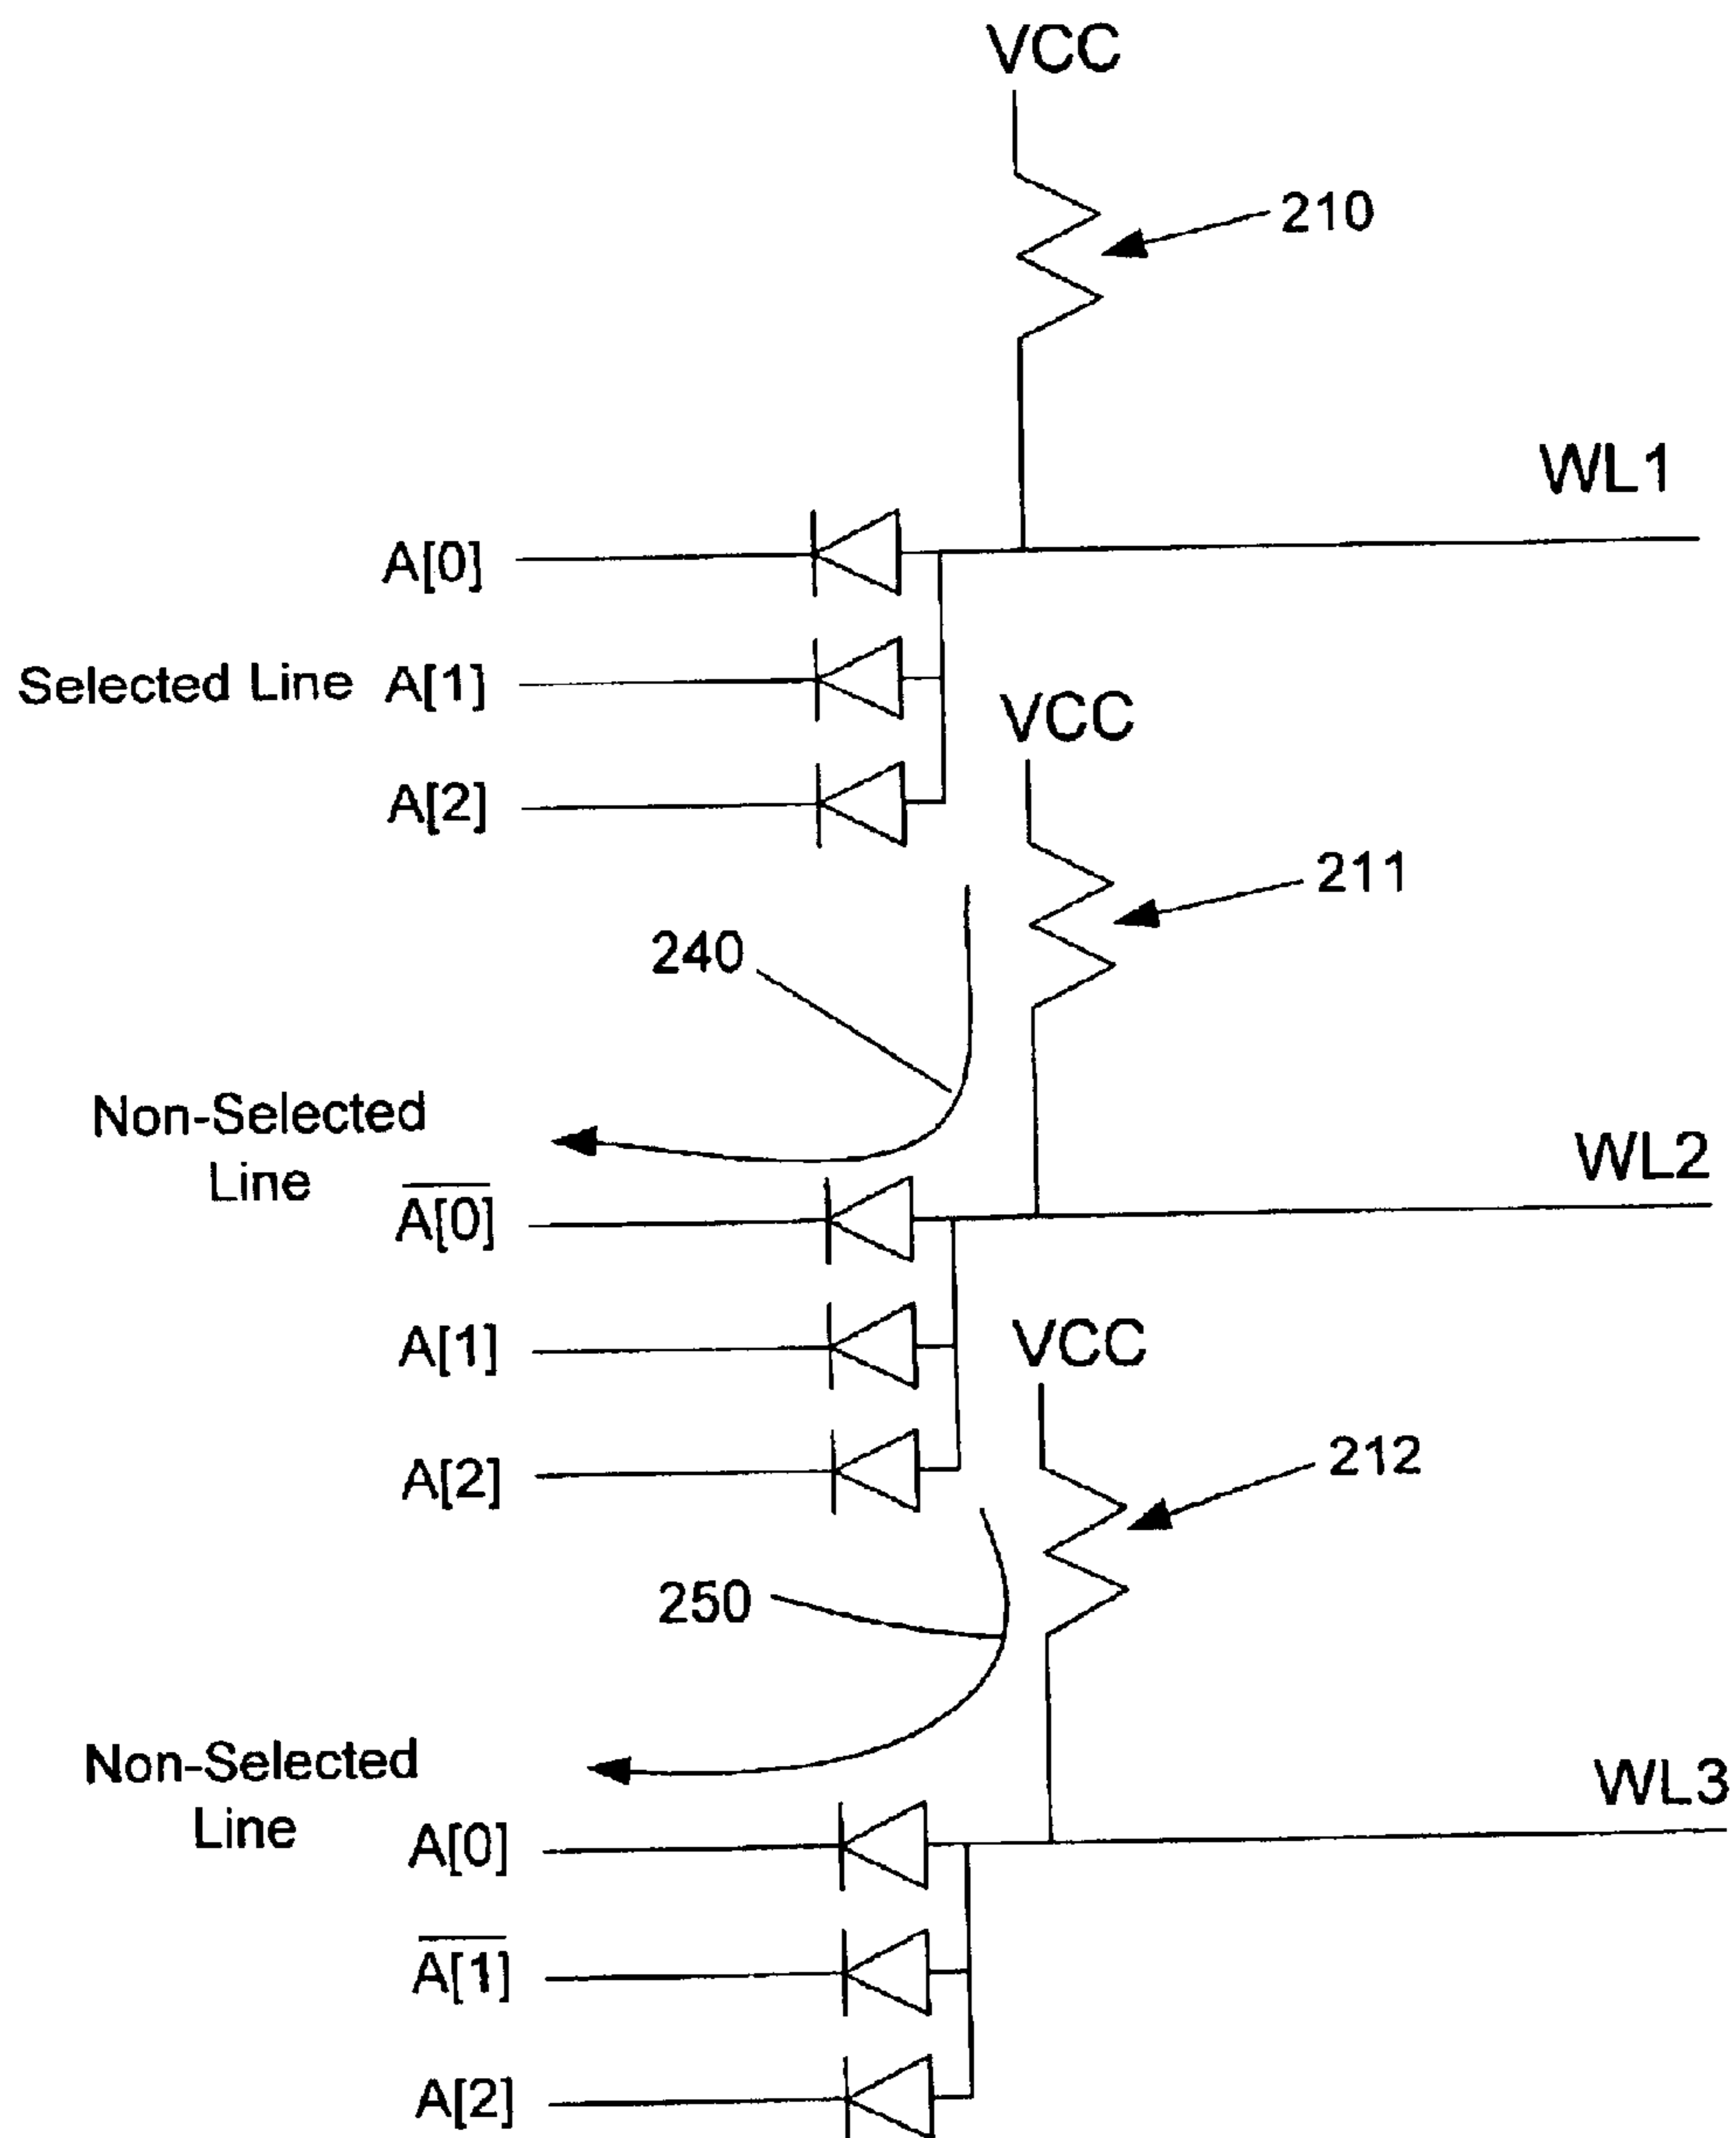 VCC
210
WL1
A[0]
Selected Line A[1]
VCC
A[2]
211
240
Non-Selected
Line
WL2
A̅[̅0̅]̅
A[1]
VCC
A[2]
212
250
Non-Selected
Line
WL3
A[0]
A̅[̅1̅]̅
A[2]